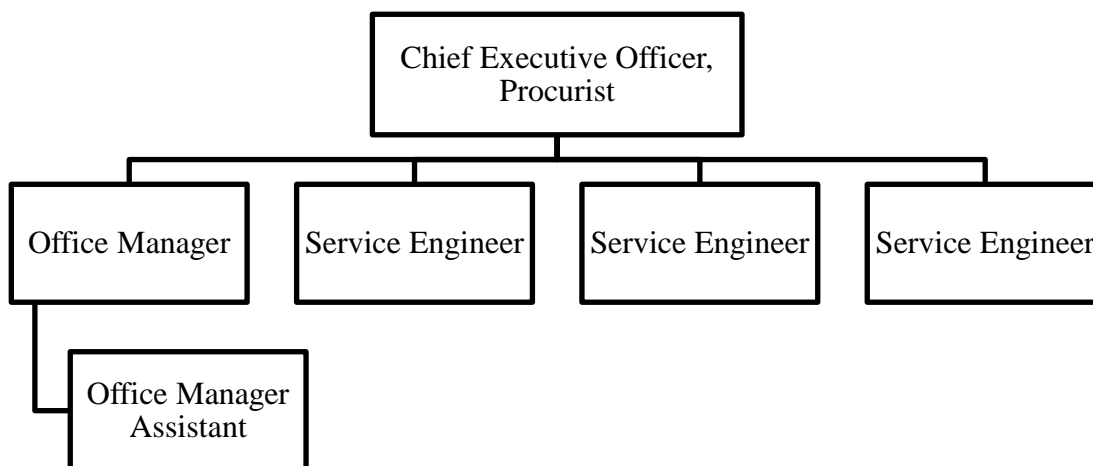 Chief Executive Officer,
Procurist
Office Manager
Service Engineer
Service Engineer
Service Engineer
Office Manager
Assistant